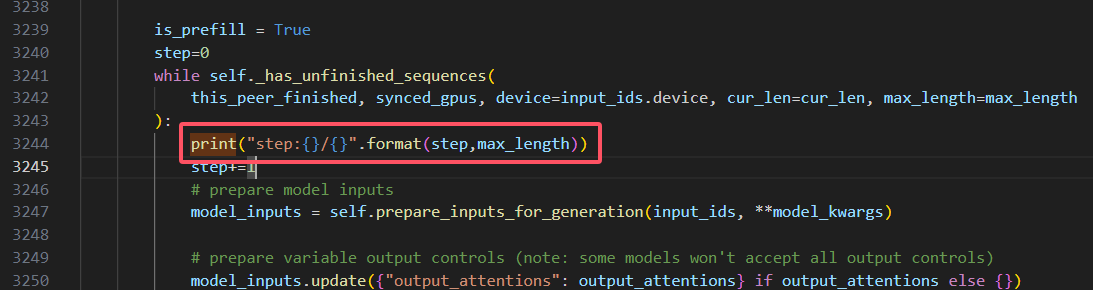 3238
3239 is_prefill = True
3240 step=0
3241 while self._has_unfinished_sequences(
3242 this_peer_finished, synced_gpus, device=input_ids.device, cur_len=cur_len, max_length=max_length
3243 ):
3244 print("step:{}/{}".format(step,max_length))
3245 step+=1
3246 # prepare model inputs
3247 model_inputs = self.prepare_inputs_for_generation(input_ids, **model_kwargs)
3248
3249 # prepare variable output controls (note: some models won't accept all output controls)
3250 model_inputs.update({"output_attentions": output_attentions} if output_attentions else {})